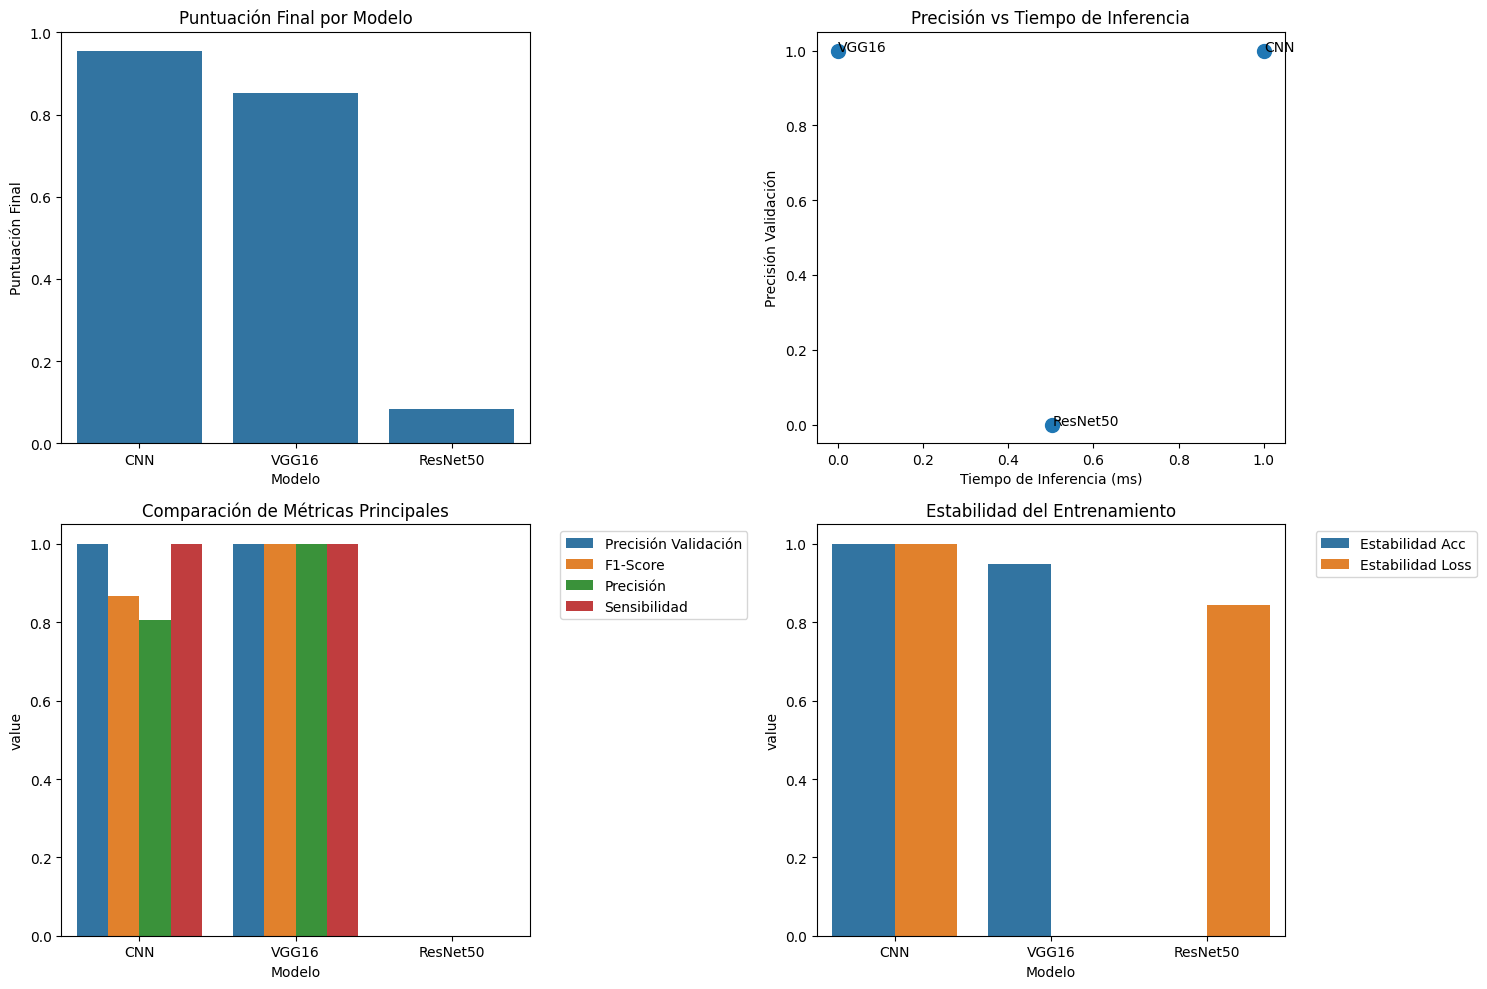 Puntuación Final por Modelo
Puntuación Final
1.0
0.8
0.6
0.4
0.2
0.0
CNN VGG16 ResNet50
Modelo
Precisión vs Tiempo de Inferencia
Precisión Validación
1.0
0.8
0.6
0.4
0.2
0.0
VGG16
CNN
ResNet50
0.0 0.2 0.4 0.6 0.8 1.0
Tiempo de Inferencia (ms)
Comparación de Métricas Principales
value
1.0
0.8
0.6
0.4
0.2
0.0
CNN VGG16 ResNet50
Modelo
Precisión Validación
F1-Score
Precisión
Sensibilidad
Estabilidad del Entrenamiento
value
1.0
0.8
0.6
0.4
0.2
0.0
CNN VGG16 ResNet50
Modelo
Estabilidad Acc
Estabilidad Loss